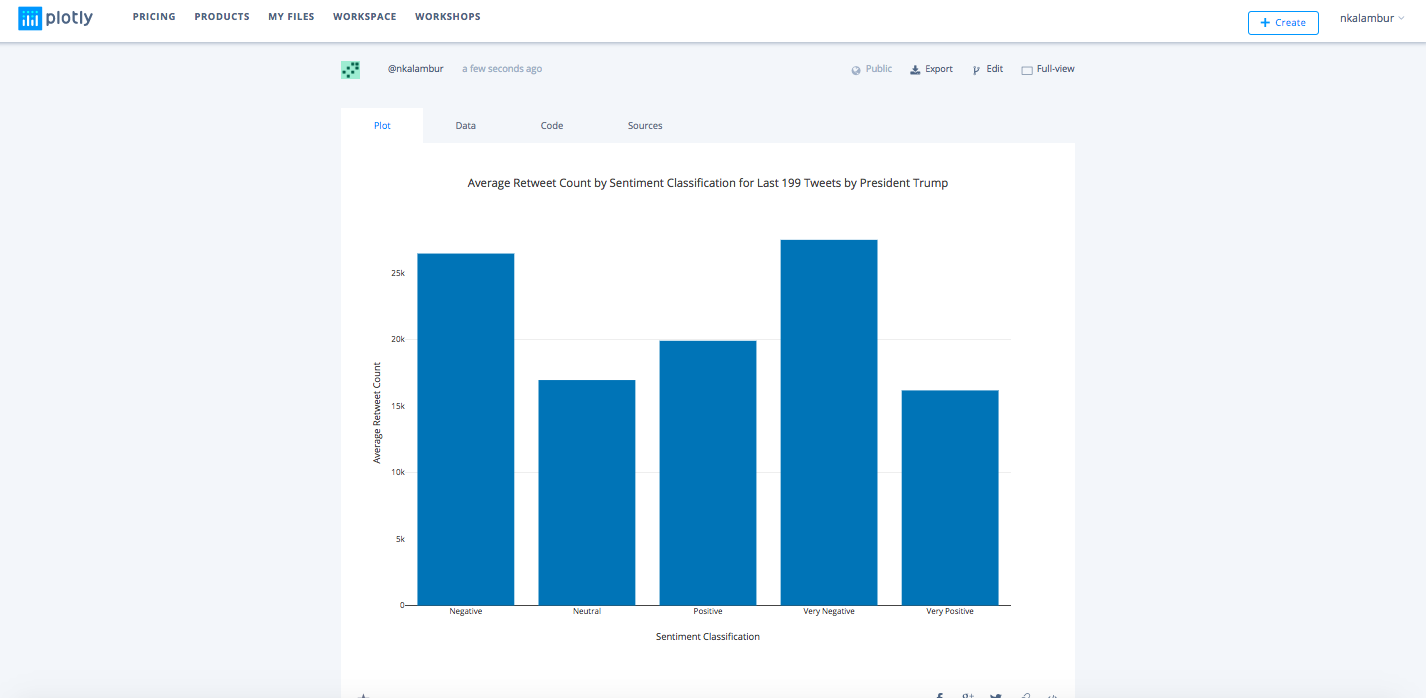 plotly
PRICING PRODUCTS MY FILES WORKSPACE WORKSHOPS
+ Create
nkalambur
@nkalambur a few seconds ago
Public Export Edit Full-view
Plot Data Code Sources
Average Retweet Count by Sentiment Classification for Last 199 Tweets by President Trump
25k
20k
15k
10k
5k
0
Average Retweet Count
Negative Neutral Positive Very Negative Very Positive
Sentiment Classification